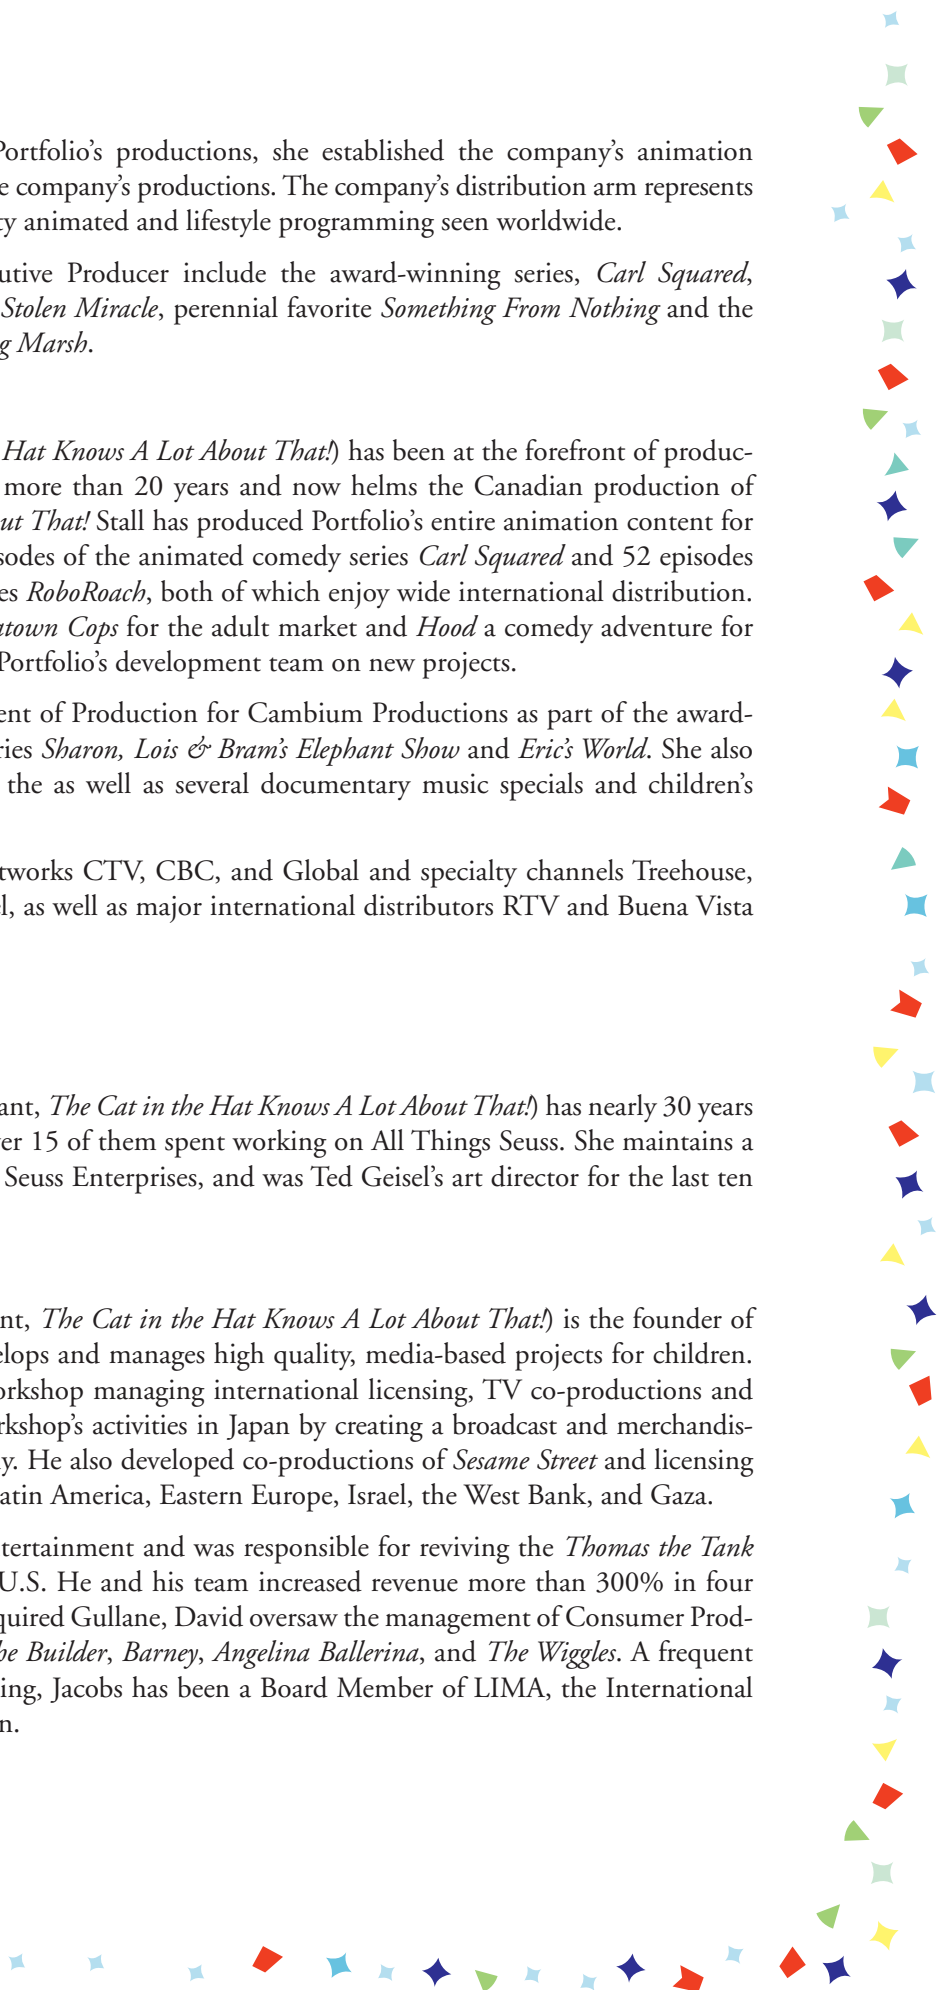 Portfolio's productions, she established the company's animation
e company's productions. The company's distribution arm represents
ty animated and lifestyle programming seen worldwide.
utive Producer include the award-winning series, Carl Squared,
Stolen Miracle, perennial favorite Something From Nothing and the
g Marsh.
Hat Knows A Lot About That!) has been at the forefront of produc-
more than 20 years and now helms the Canadian production of
ut That! Stall has produced Portfolio's entire animation content for
sodes of the animated comedy series Carl Squared and 52 episodes
es RoboRoach, both of which enjoy wide international distribution.
atown Cops for the adult market and Hood a comedy adventure for
Portfolio's development team on new projects.
ent of Production for Cambium Productions as part of the award-
ries Sharon, Lois & Bram's Elephant Show and Eric's World. She also
the as well as several documentary music specials and children's
tworks CTV, CBC, and Global and specialty channels Treehouse,
el, as well as major international distributors RTV and Buena Vista
ant, The Cat in the Hat Knows A Lot About That!) has nearly 30 years
er 15 of them spent working on All Things Seuss. She maintains a
Seuss Enterprises, and was Ted Geisel's art director for the last ten
nt, The Cat in the Hat Knows A Lot About That!) is the founder of
elops and manages high quality, media-based projects for children.
orkshop managing international licensing, TV co-productions and
rkshop's activities in Japan by creating a broadcast and merchandis-
y. He also developed co-productions of Sesame Street and licensing
atin America, Eastern Europe, Israel, the West Bank, and Gaza.
tertainment and was responsible for reviving the Thomas the Tank
U.S. He and his team increased revenue more than 300% in four
quired Gullane, David oversaw the management of Consumer Prod-
he Builder, Barney, Angelina Ballerina, and The Wiggles. A frequent
ing, Jacobs has been a Board Member of LIMA, the International
n.